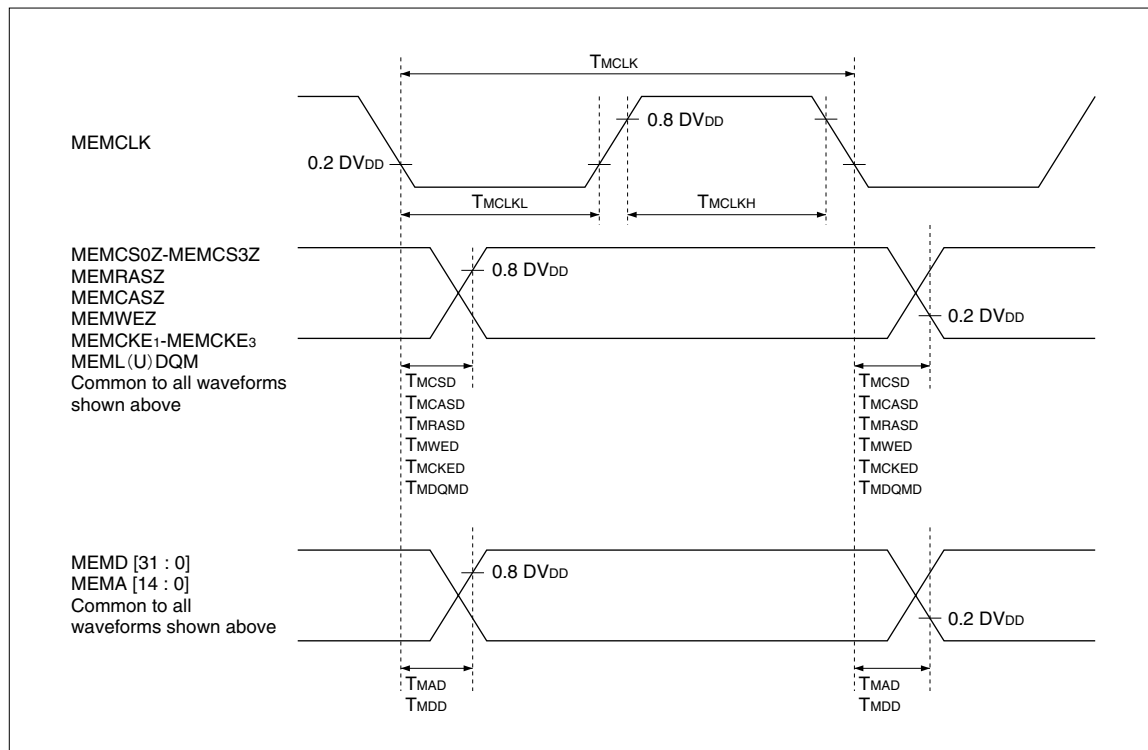 TMCLK
MEMCLK
0.8 DVDD
0.2 DVDD
TMCLKL
TMCLKH
MEMCS0Z-MEMCS3Z
MEMRASZ
MEMCASZ
MEMWEZ
MEMCKE1-MEMCKE3
MEML(U)DQM
Common to all waveforms
shown above
0.8 DVDD
0.2 DVDD
TMCSD
TMCASD
TMRASD
TMWED
TMCKED
TMDQMD
TMCSD
TMCASD
TMRASD
TMWED
TMCKED
TMDQMD
MEMD [31 : 0]
MEMA [14 : 0]
Common to all
waveforms shown above
0.8 DVDD
0.2 DVDD
TMAD
TMDD
TMAD
TMDD